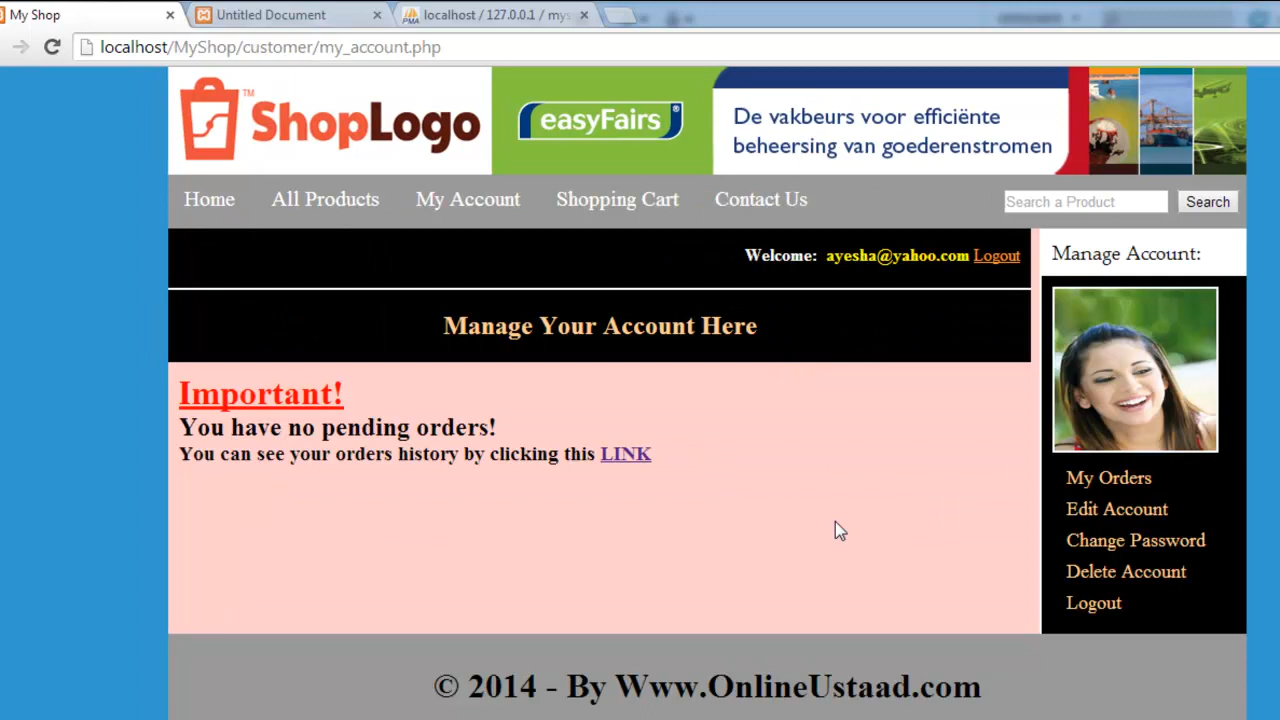 My Shop
Untitled Document
localhost / 127.0.0.1 / mys
localhost/MyShop/customer/my_account.php
ShopLogo
TM
easyFairs®
De vakbeurs voor efficiënte
beheersing van goederenstromen
Home
All Products
My Account
Shopping Cart
Contact Us
Search a Product
Search
Welcome: ayesha@yahoo.com Logout
Manage Account:
Manage Your Account Here
Important!
You have no pending orders!
You can see your orders history by clicking this LINK
My Orders
Edit Account
Change Password
Delete Account
Logout
© 2014 - By Www.OnlineUstaad.com